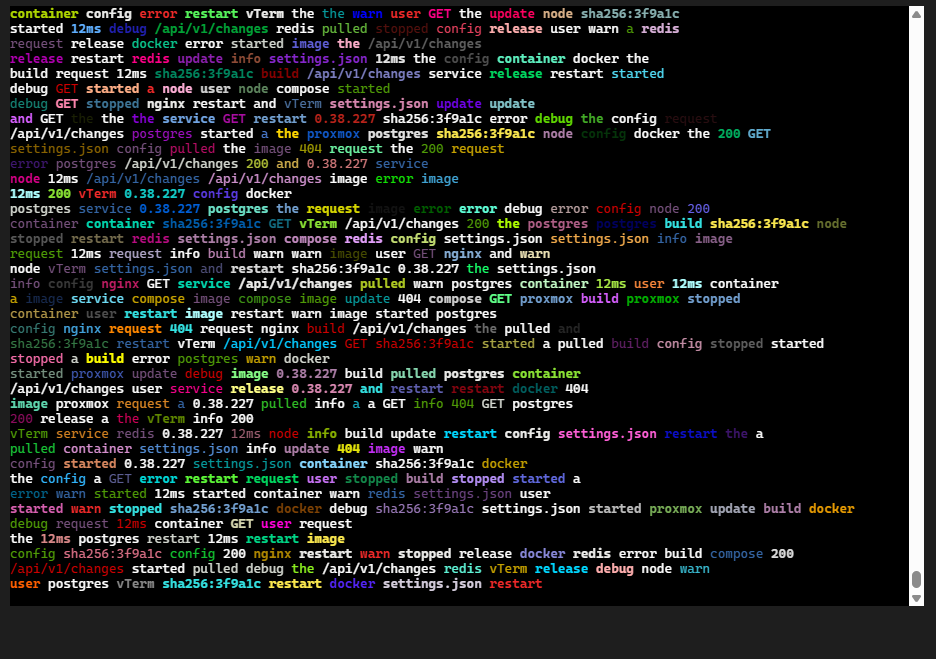 container config error restart vTerm the the warn user GET the update node sha256:3f9a1c
started 12ms debug /api/v1/changes redis pulled stopped config release user warn a redis
request release docker error started image the /api/v1/changes
release restart redis update info settings.json 12ms the config container docker the
build request 12ms sha256:3f9a1c build /api/v1/changes service release restart started
debug GET started a node user node compose started
debug GET stopped nginx restart and vTerm settings.json update update
and GET the the the service GET restart 0.38.227 sha256:3f9a1c error debug the config request
/api/v1/changes postgres started a the proxmox postgres sha256:3f9a1c node config docker the 200 GET
settings.json config pulled the image 404 request the 200 request
error postgres /api/v1/changes 200 and 0.38.227 service
node 12ms /api/v1/changes /api/v1/changes image error image
12ms 200 vTerm 0.38.227 config docker
postgres service 0.38.227 postgres the request image error error debug error config node 200
container container sha256:3f9a1c GET vTerm /api/v1/changes 200 the postgres postgres build sha256:3f9a1c node
stopped restart redis settings.json compose redis config settings.json settings.json info image
request 12ms request info build warn warn image user GET nginx and warn
node vTerm settings.json and restart sha256:3f9a1c 0.38.227 the settings.json
info config nginx GET service /api/v1/changes pulled warn postgres container 12ms user 12ms container
a image service compose image compose image update 404 compose GET proxmox build proxmox stopped
container user restart image restart warn image started postgres
config nginx request 404 request nginx build /api/v1/changes the pulled and
sha256:3f9a1c restart vTerm /api/v1/changes GET sha256:3f9a1c started a pulled build config stopped started
stopped a build error postgres warn docker
started proxmox update debug image 0.38.227 build pulled postgres container
/api/v1/changes user service release 0.38.227 and restart restart docker 404
image proxmox request a 0.38.227 pulled info a a GET info 404 GET postgres
200 release a the vTerm info 200
vTerm service redis 0.38.227 12ms node info build update restart config settings.json restart the a
pulled container settings.json info update 404 image warn
config started 0.38.227 settings.json container sha256:3f9a1c docker
the config a GET error restart request user stopped build stopped started a
error warn started 12ms started container warn redis settings.json user
started warn stopped sha256:3f9a1c docker debug sha256:3f9a1c settings.json started proxmox update build docker
debug request 12ms container GET user request
the 12ms postgres restart 12ms restart image
config sha256:3f9a1c config 200 nginx restart warn stopped release docker redis error build compose 200
/api/v1/changes started pulled debug the /api/v1/changes redis vTerm release debug node warn
user postgres vTerm sha256:3f9a1c restart docker settings.json restart